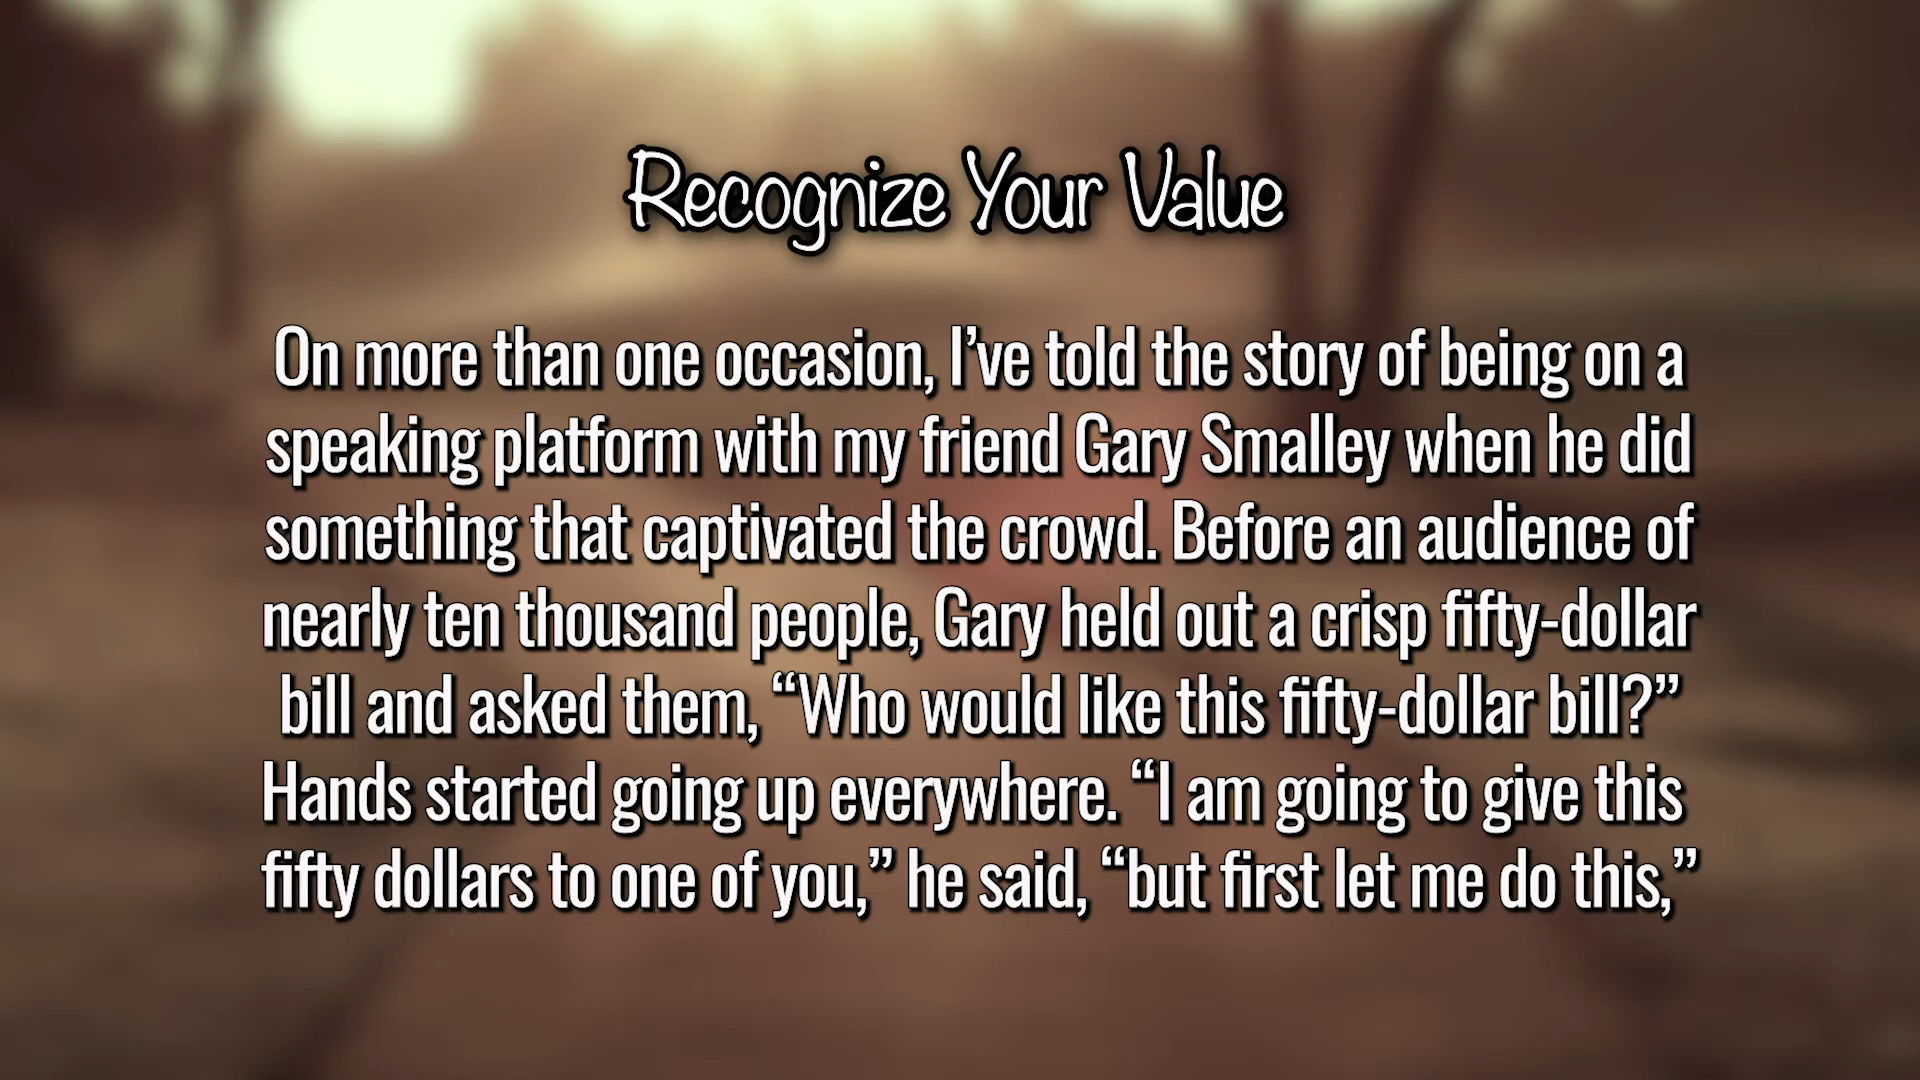 Recognize Your Value
On more than one occasion, I’ve told the story of being on a
speaking platform with my friend Gary Smalley when he did
something that captivated the crowd. Before an audience of
nearly ten thousand people, Gary held out a crisp fifty-dollar
bill and asked them, “Who would like this fifty-dollar bill?”
Hands started going up everywhere. “I am going to give this
fifty dollars to one of you,” he said, “but first let me do this,”